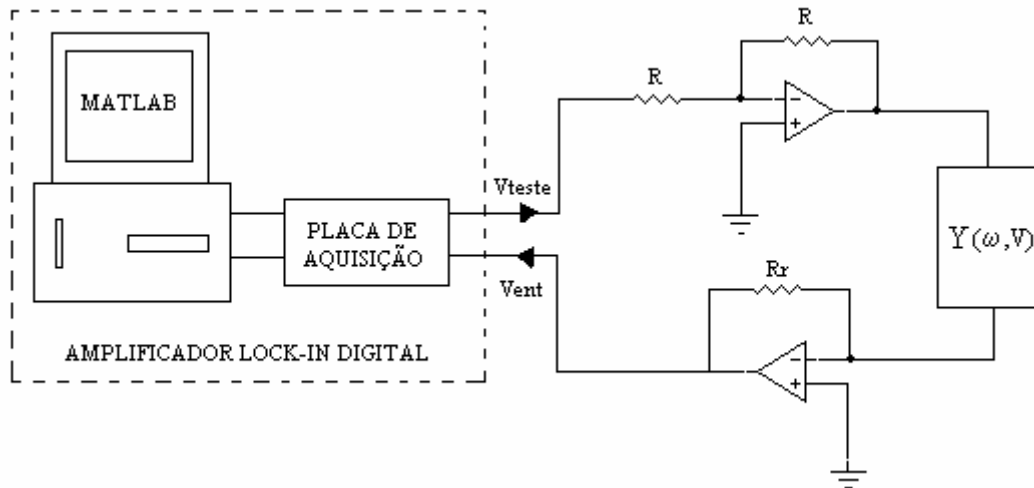 MATLAB
PLACA DE
AQUISIÇÃO
AMPLIFICADOR LOCK-IN DIGITAL
Vteste
Vent
R
R
-
+
Y(ω,V)
Rr
-
+